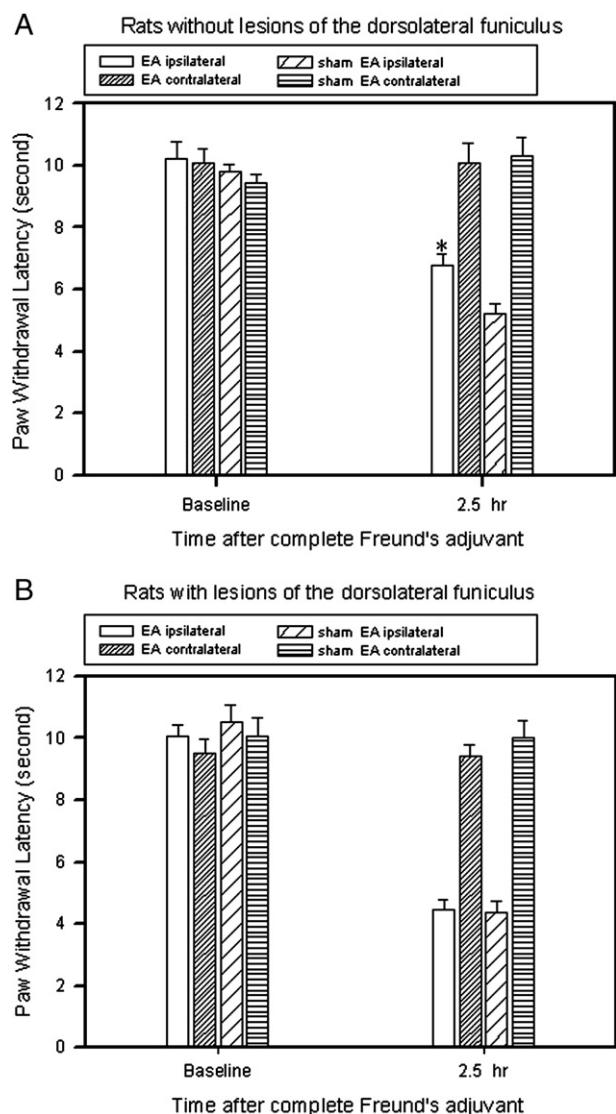 A
Rats without lesions of the dorsolateral funiculus
EA ipsilateral sham EA ipsilateral
EA contralateral sham EA contralateral
Paw Withdrawal Latency (second)
12
10
8
6
4
2
0
*
Baseline 2.5 hr
Time after complete Freund's adjuvant
B
Rats with lesions of the dorsolateral funiculus
EA ipsilateral sham EA ipsilateral
EA contralateral sham EA contralateral
Paw Withdrawal Latency (second)
12
10
8
6
4
2
0
Baseline 2.5 hr
Time after complete Freund's adjuvant